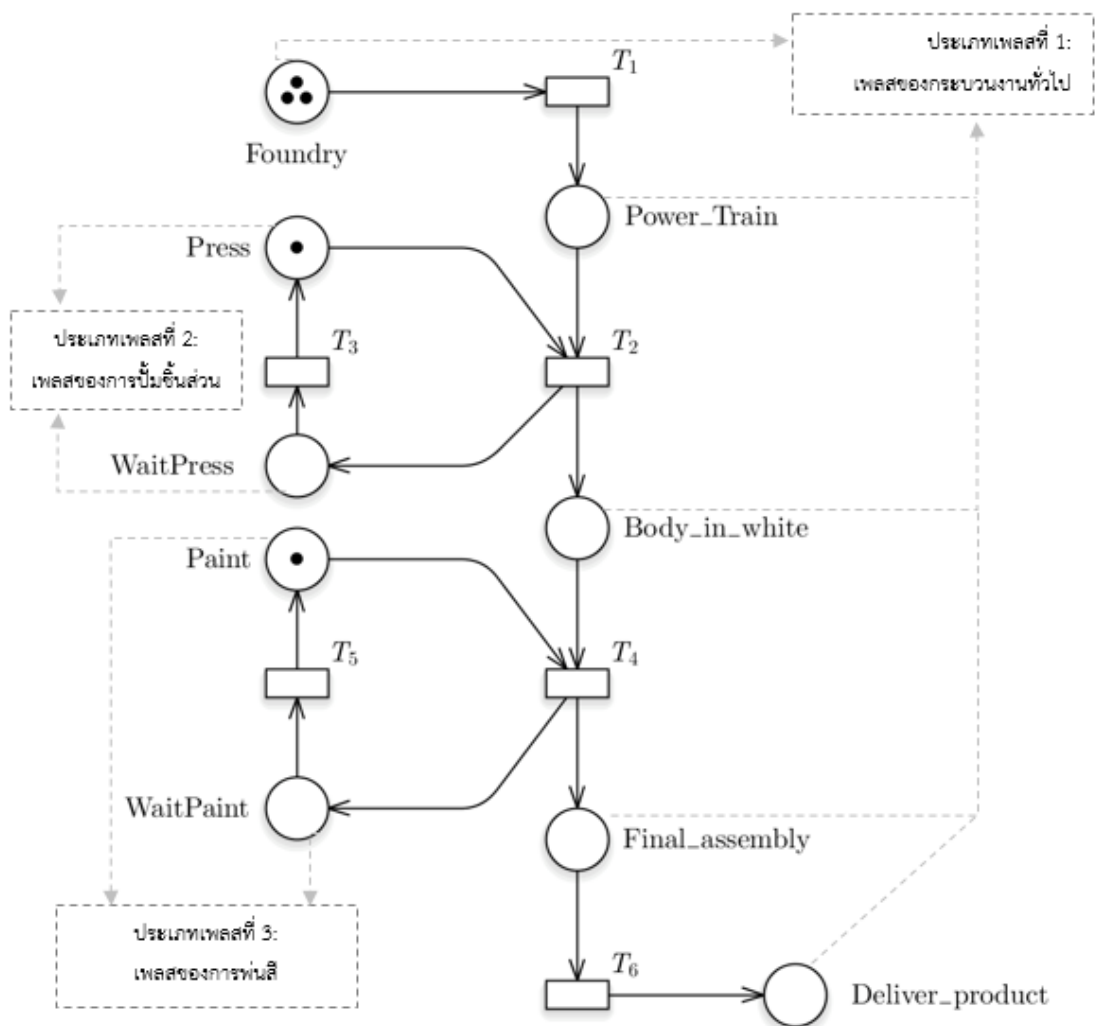 ประเภทเพลสที่ 1:
เพลสของกระบวนงานทั่วไป
T1
Foundry
Power_Train
Press
ประเภทเพลสที่ 2:
เพลสของการปั้มชิ้นส่วน
T3
T2
WaitPress
Body_in_white
Paint
T5
T4
WaitPaint
Final_assembly
ประเภทเพลสที่ 3:
เพลสของการพ่นสี
T6
Deliver_product